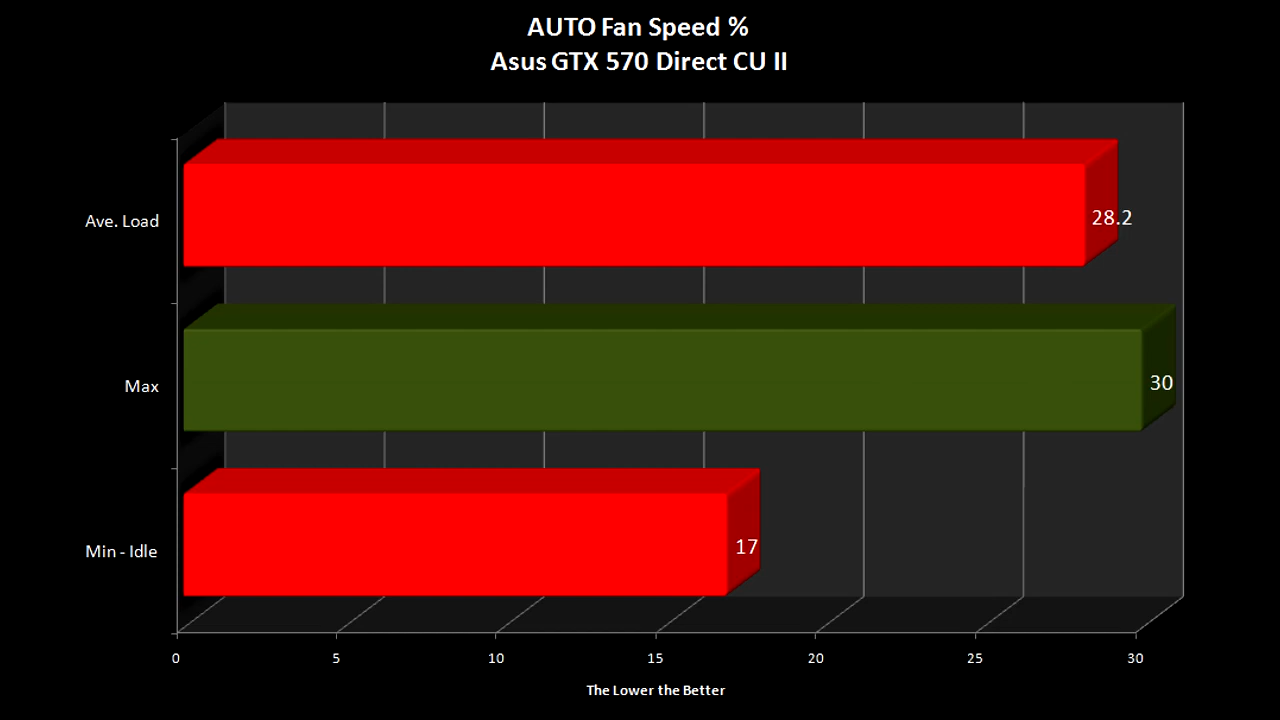 AUTO Fan Speed %
Asus GTX 570 Direct CU II
Ave. Load
28.2
Max
30
Min - Idle
17
0 5 10 15 20 25 30
The Lower the Better